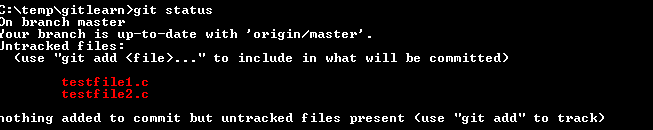 C:\temp\gitlearn>git status
On branch master
Your branch is up-to-date with 'origin/master'.
Untracked files:
  (use "git add <file>..." to include in what will be committed)
        testfile1.c
        testfile2.c
nothing added to commit but untracked files present (use "git add" to track)